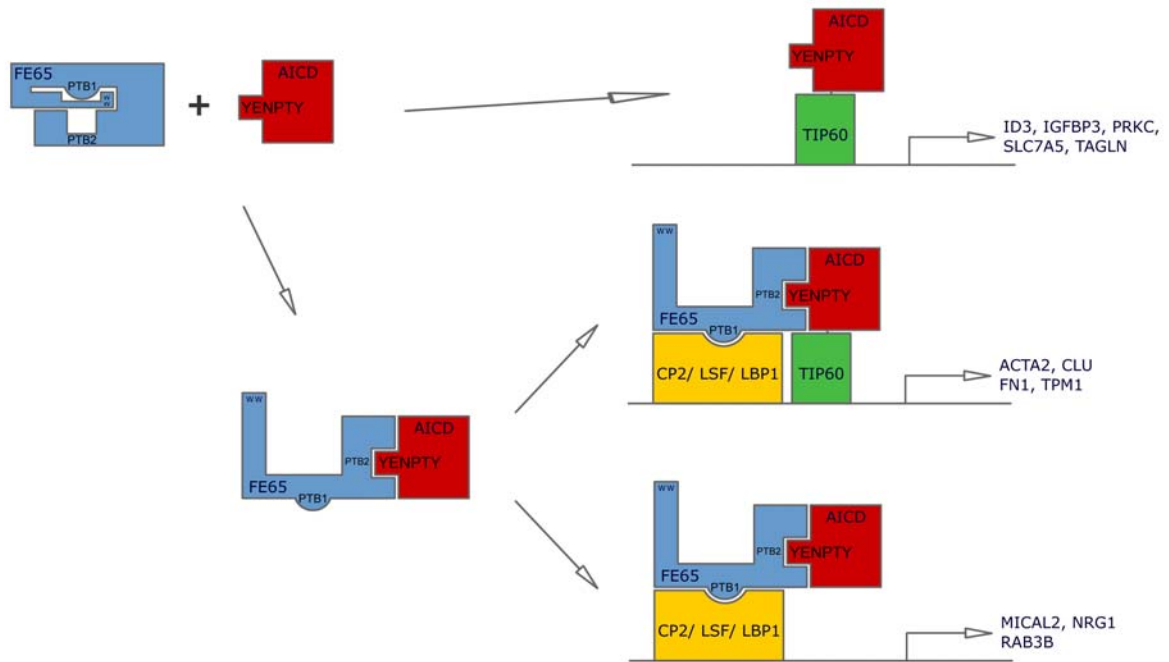 FE65
PTB1
WW
PTB2
+
AICD
YENPTY
AICD
YENPTY
TIP60
ID3, IGFBP3, PRKC,
SLC7A5, TAGLN
WW
AICD
PTB2
YENPTY
FE65
PTB1
CP2/ LSF/ LBP1
TIP60
ACTA2, CLU
FN1, TPM1
WW
AICD
PTB2
YENPTY
FE65
PTB1
WW
AICD
PTB2
YENPTY
FE65
PTB1
CP2/ LSF/ LBP1
MICAL2, NRG1
RAB3B